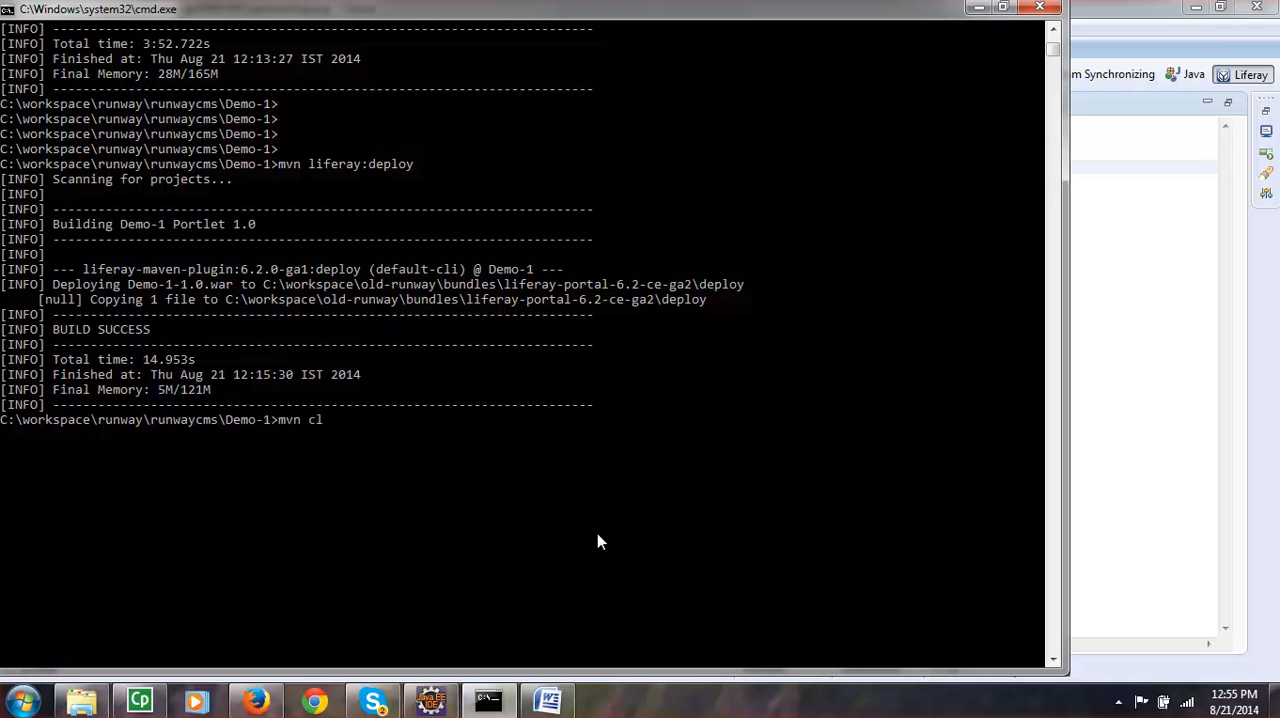 C:\Windows\system32\cmd.exe
[INFO] ------------------------------------------------------------------------
[INFO] Total time: 3:52.722s
[INFO] Finished at: Thu Aug 21 12:13:27 IST 2014
[INFO] Final Memory: 28M/165M
[INFO] ------------------------------------------------------------------------
C:\workspace\runway\runwaycms\Demo-1>
C:\workspace\runway\runwaycms\Demo-1>
C:\workspace\runway\runwaycms\Demo-1>
C:\workspace\runway\runwaycms\Demo-1>
C:\workspace\runway\runwaycms\Demo-1>mvn liferay:deploy
[INFO] Scanning for projects...
[INFO]
[INFO] ------------------------------------------------------------------------
[INFO] Building Demo-1 Portlet 1.0
[INFO] ------------------------------------------------------------------------
[INFO]
[INFO] --- liferay-maven-plugin:6.2.0-ga1:deploy (default-cli) @ Demo-1 ---
[INFO] Deploying Demo-1-1.0.war to C:\workspace\old-runway\bundles\liferay-portal-6.2-ce-ga2\deploy
[null] Copying 1 file to C:\workspace\old-runway\bundles\liferay-portal-6.2-ce-ga2\deploy
[INFO] ------------------------------------------------------------------------
[INFO] BUILD SUCCESS
[INFO] ------------------------------------------------------------------------
[INFO] Total time: 14.953s
[INFO] Finished at: Thu Aug 21 12:15:30 IST 2014
[INFO] Final Memory: 5M/121M
[INFO] ------------------------------------------------------------------------
C:\workspace\runway\runwaycms\Demo-1>mvn cl
m Synchronizing Java Liferay
Cp
Java EE
IDE
C:\_
2
W
12:55 PM
8/21/2014